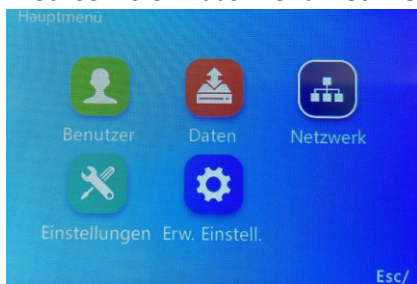 Hauptmenü
Benutzer Daten Netzwerk
Einstellungen Erw. Einstell.
Esc/